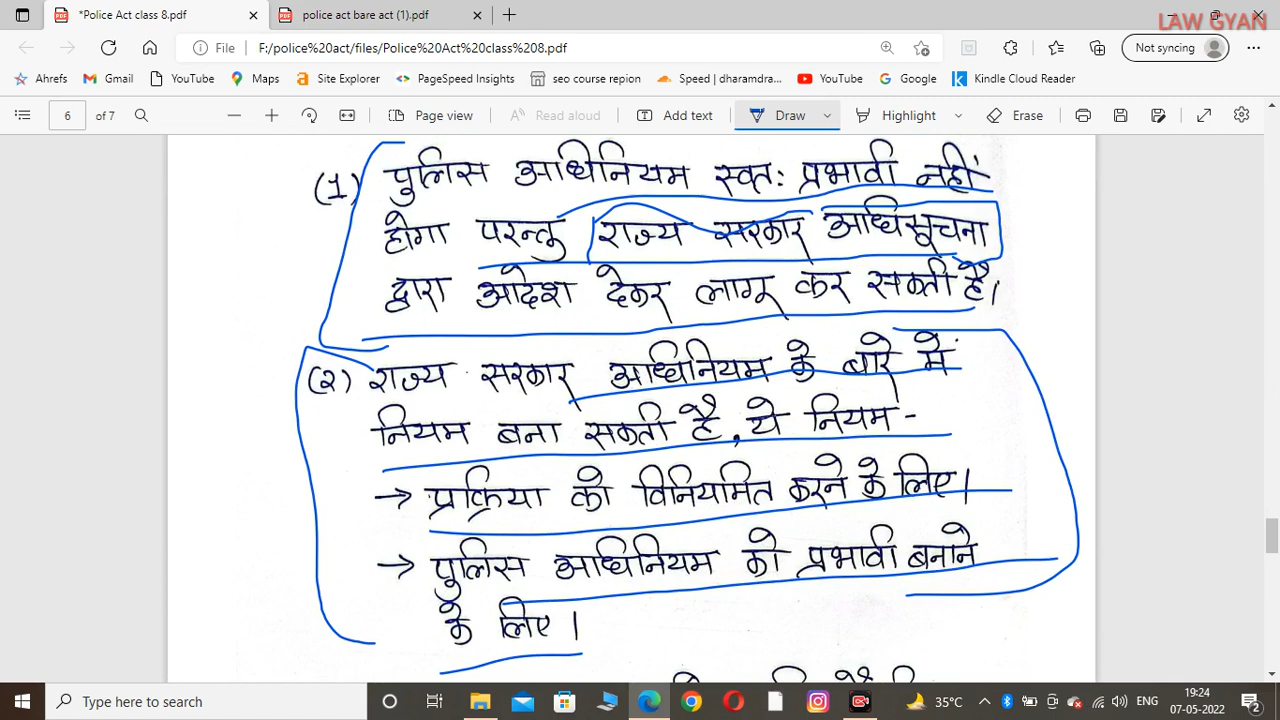 LAW GYAN
*Police Act class 8.pdf
police act bare act (1).pdf
File
F:/police%20act/files/Police%20Act%20class%208.pdf
Not syncing
Ahrefs
Gmail
YouTube
Maps
Site Explorer
PageSpeed Insights
seo course repion
Speed | dharamdra...
YouTube
Google
Kindle Cloud Reader
6 of 7
Page view
Read aloud
Add text
Draw
Highlight
Erase
(1) पुलिस अधिनियम स्वतः प्रभावी नहीं
होगा परन्तु राज्य सरकार अधिसूचना
द्वारा आदेश देकर लागू कर सकती है।
(२) राज्य सरकार अधिनियम के बारे में
नियम बना सकती है, ये नियम -
→ प्रक्रिया को विनियमित करने के लिए।
→ पुलिस अधिनियम को प्रभावी बनाने
के लिए।
Type here to search
35°C
ENG
19:24
07-05-2022
2